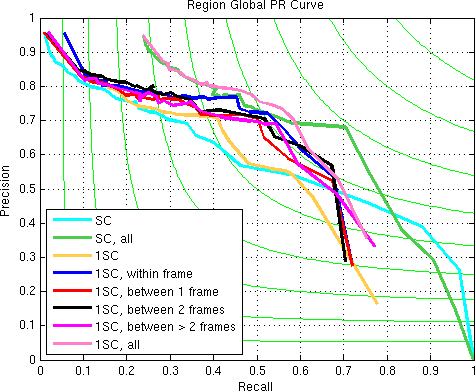 Region Global PR Curve
1
0.9
0.8
0.7
0.6
0.5
0.4
0.3
0.2
0.1
0
Precision
SC
SC, all
1SC
1SC, within frame
1SC, between 1 frame
1SC, between 2 frames
1SC, between > 2 frames
1SC, all
0 0.1 0.2 0.3 0.4 0.5 0.6 0.7 0.8 0.9 1
Recall